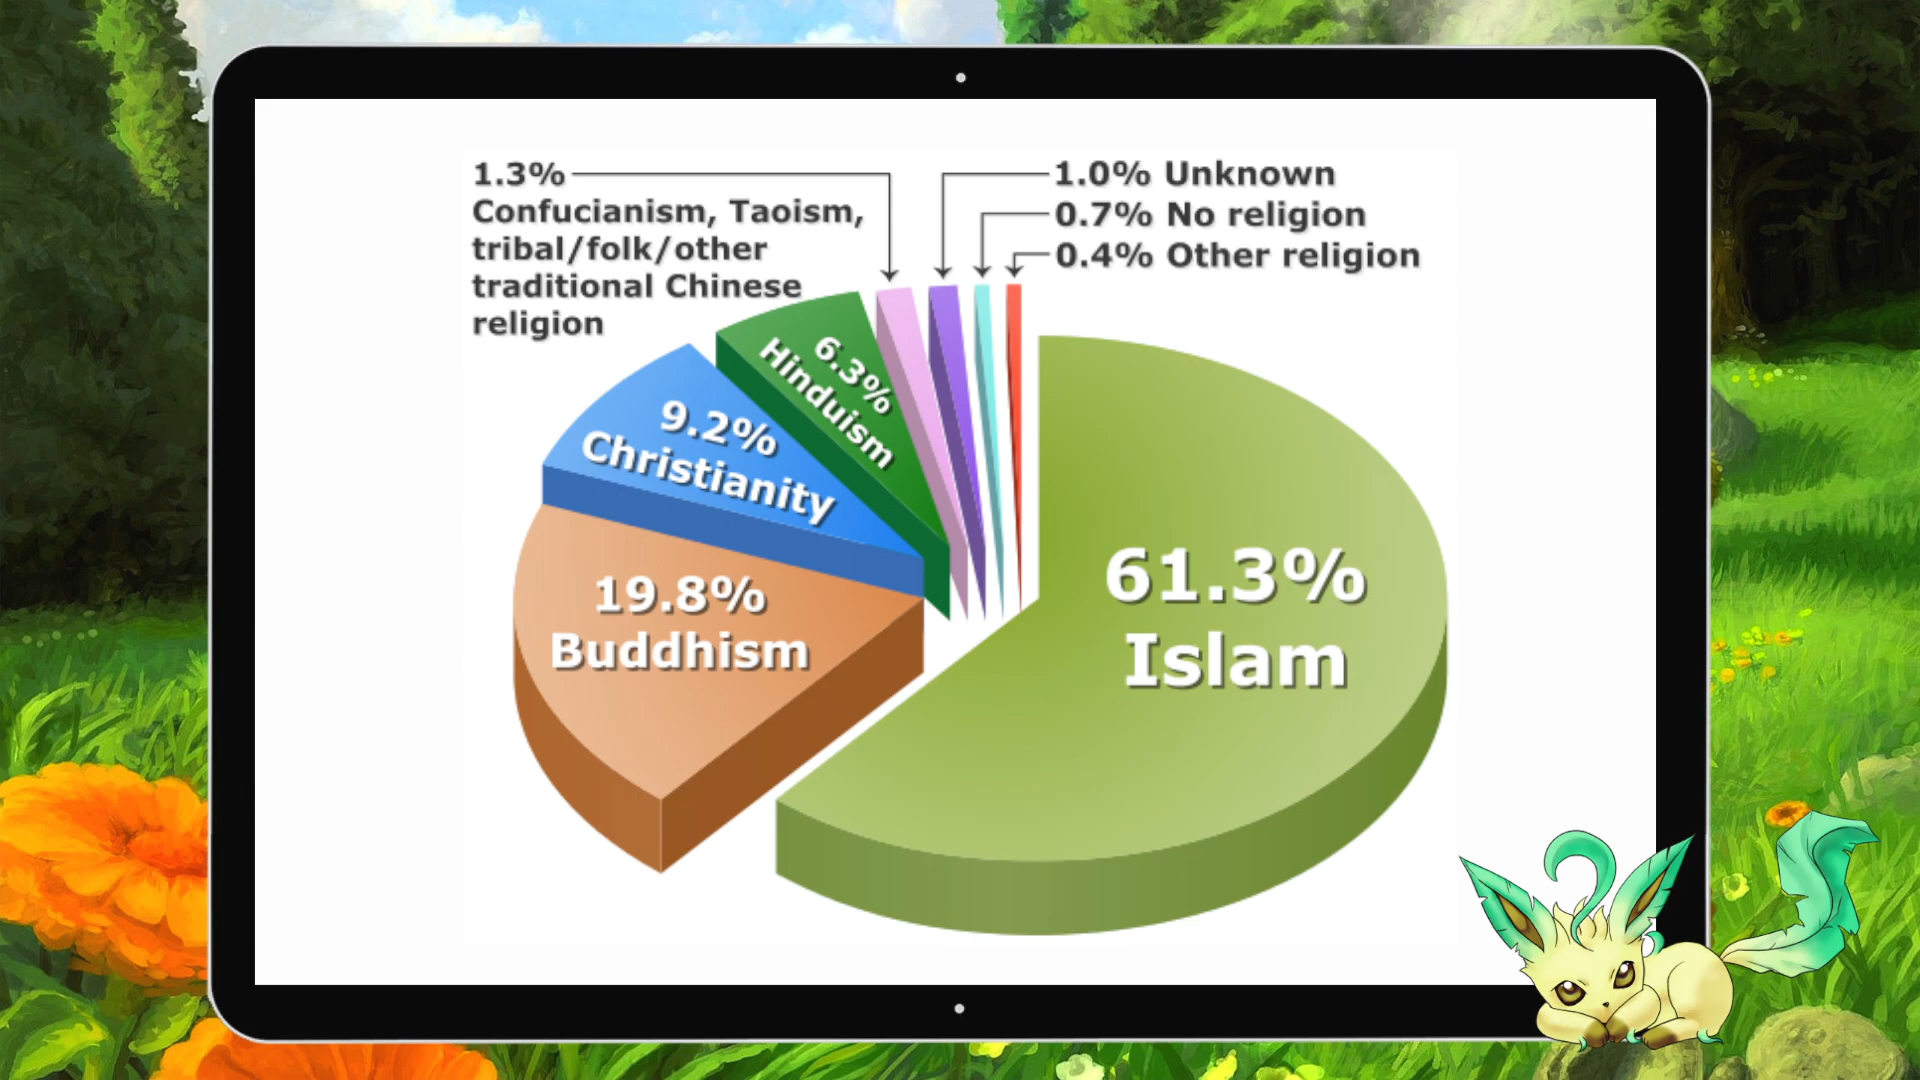 1.3%
Confucianism, Taoism,
tribal/folk/other
traditional Chinese
religion
1.0% Unknown
0.7% No religion
0.4% Other religion
6.3%
Hinduism
9.2%
Christianity
19.8%
Buddhism
61.3%
Islam